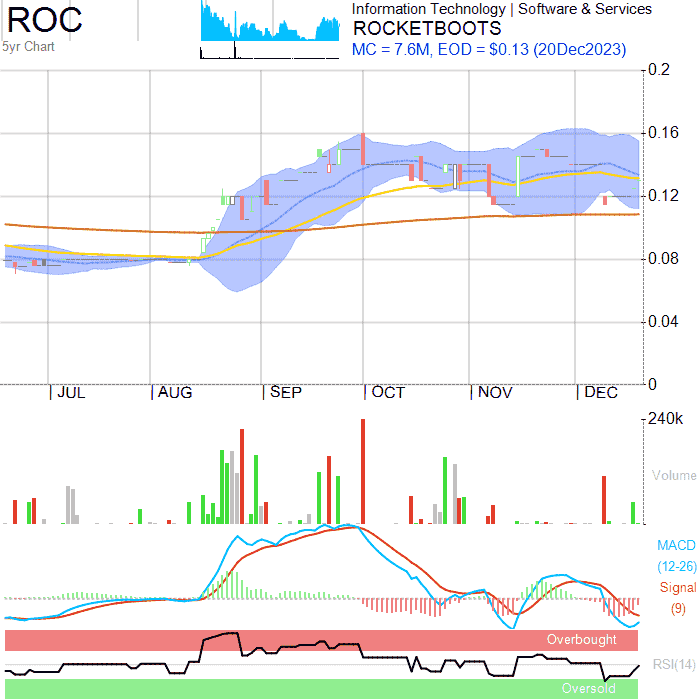 ROC
5yr Chart
Information Technology | Software & Services
ROCKETBOOTS
MC = 7.6M, EOD = $0.13 (20Dec2023)
0.2
0.16
0.12
0.08
0.04
0
JUL
AUG
SEP
OCT
NOV
DEC
240k
Volume
MACD
(12-26)
Signal
(9)
Overbought
RSI(14)
Oversold